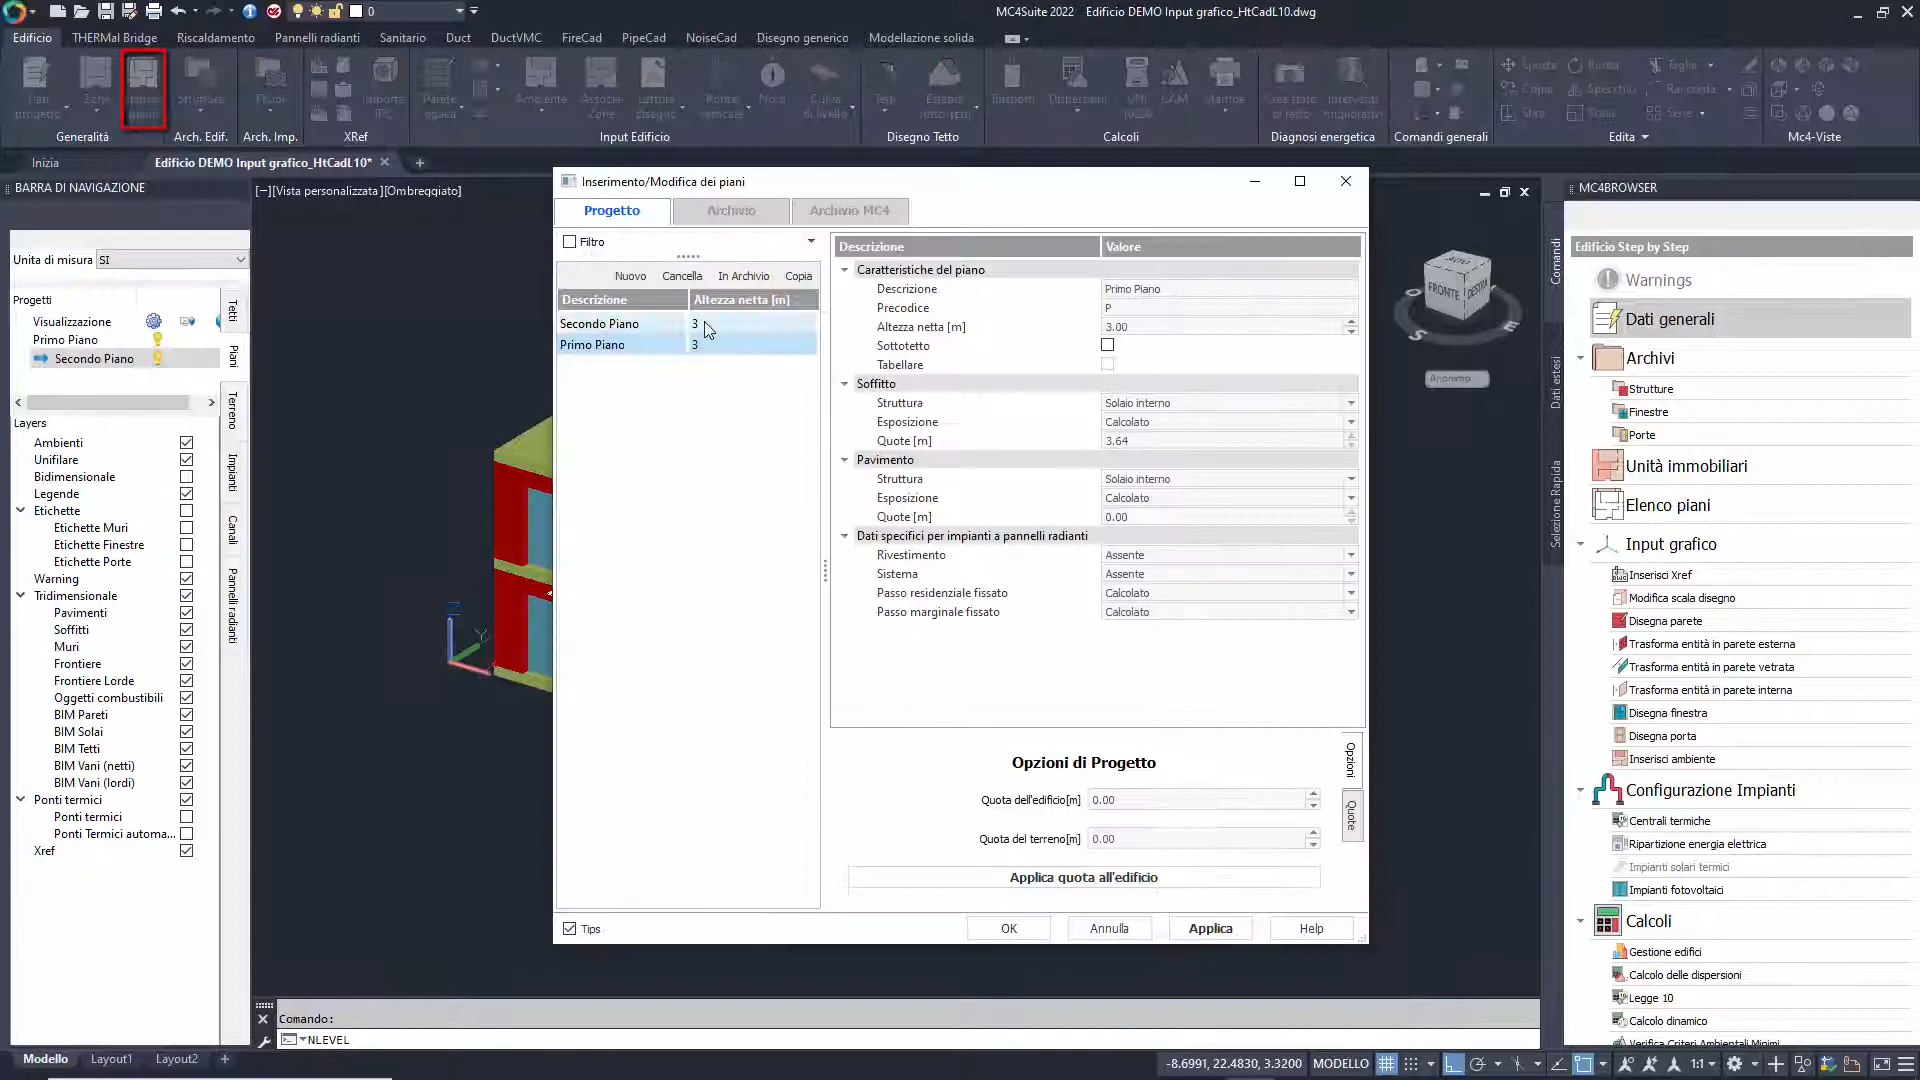 0
MC4Suite 2022 Edificio DEMO Input grafico_HtCadL10.dwg
Edificio THERMal Bridge Riscaldamento Pannelli radianti Sanitario Duct DuctVMC FireCad PipeCad NoiseCad Disegno generico Modellazione solida
Generalità Arch. Edif. Arch. Imp. XRef Input Edificio Disegno Tetto Calcoli Diagnosi energetica Comandi generali Edita Mc4-Viste
Inizia Edificio DEMO Input grafico_HtCadL10* +
BARRA DI NAVIGAZIONE
Unita di misura SI
Progetti
Visualizzazione
Primo Piano
Secondo Piano
Tetti
Piani
Terreno
Impianti
Canali
Pannelli radianti
Layers
Ambienti
Unifilare
Bidimensionale
Legende
Etichette
Etichette Muri
Etichette Finestre
Etichette Porte
Warning
Tridimensionale
Pavimenti
Soffitti
Muri
Frontiere
Frontiere Lorde
Oggetti combustibili
BIM Pareti
BIM Solai
BIM Tetti
BIM Vani (netti)
BIM Vani (lordi)
Ponti termici
Ponti termici
Ponti Termici automa...
Xref
[−][Vista personalizzata][Ombreggiato]
Z
Y
Inserimento/Modifica dei piani
Progetto Archivio Archivio MC4
Filtro
Nuovo Cancella In Archivio Copia
Descrizione Altezza netta [m]
Secondo Piano 3
Primo Piano 3
Descrizione Valore
Caratteristiche del piano
Descrizione Primo Piano
Precodice P
Altezza netta [m] 3.00
Sottotetto
Tabellare
Soffitto
Struttura Solaio interno
Esposizione Calcolato
Quote [m] 3.64
Pavimento
Struttura Solaio interno
Esposizione Calcolato
Quote [m] 0.00
Dati specifici per impianti a pannelli radianti
Rivestimento Assente
Sistema Assente
Passo residenziale fissato Calcolato
Passo marginale fissato Calcolato
Opzioni di Progetto
Quota dell'edificio[m] 0.00
Quota del terreno[m] 0.00
Applica quota all'edificio
Opzioni
Quote
Tips
OK Annulla Applica Help
ALTO
FRONTE
DESTRA
S
E
Anonimo
MC4BROWSER
Comandi
Dati estesi
Selezione Rapida
Edificio Step by Step
Warnings
Dati generali
Archivi
Strutture
Finestre
Porte
Unità immobiliari
Elenco piani
Input grafico
Inserisci Xref
Modifica scala disegno
Disegna parete
Trasforma entità in parete esterna
Trasforma entità in parete vetrata
Trasforma entità in parete interna
Disegna finestra
Disegna porta
Inserisci ambiente
Configurazione Impianti
Centrali termiche
Ripartizione energia elettrica
Impianti solari termici
Impianti fotovoltaici
Calcoli
Gestione edifici
Calcolo delle dispersioni
Legge 10
Calcolo dinamico
Verifica Criteri Ambientali Minimi
Comando:
NLEVEL
Modello Layout1 Layout2 +
-8.6991, 22.4830, 3.3200 MODELLO 1:1